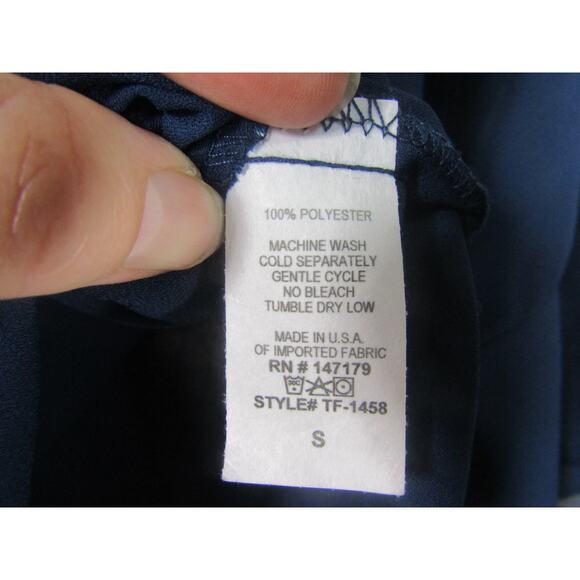 100% POLYESTER
MACHINE WASH
COLD SEPARATELY
GENTLE CYCLE
NO BLEACH
TUMBLE DRY LOW
MADE IN U.S.A.
OF IMPORTED FABRIC
RN # 147179
30C
STYLE# TF-1458
S